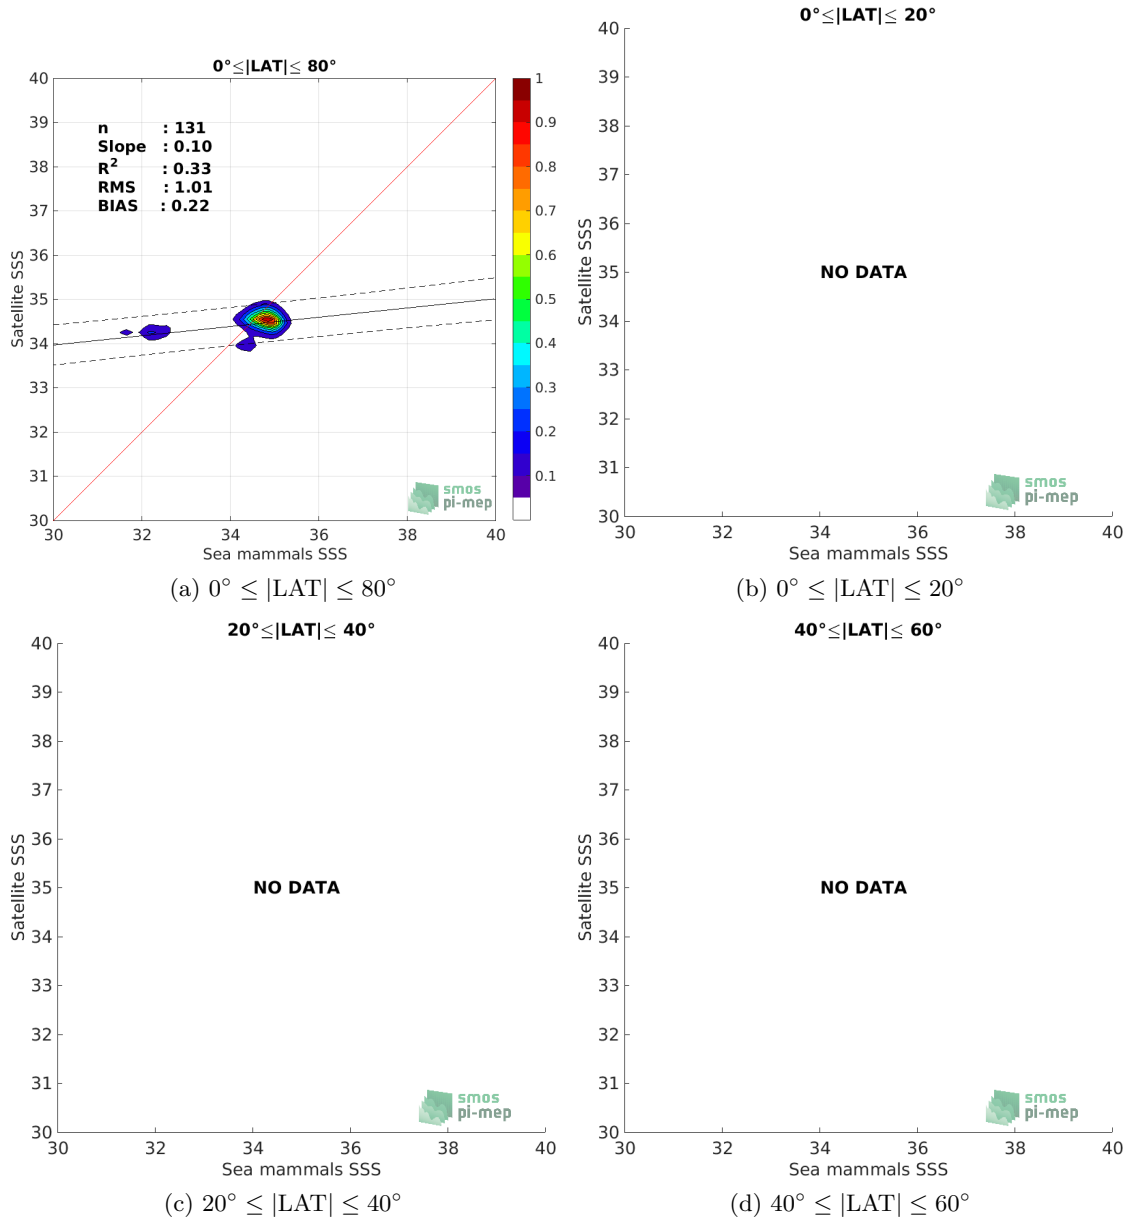 0°≤|LAT|≤ 80°
40
39
38
37
36
35
34
33
32
31
30
n : 131
Slope : 0.10
R2 : 0.33
RMS : 1.01
BIAS : 0.22
Satellite SSS
30 32 34 36 38 40
Sea mammals SSS
1
0.9
0.8
0.7
0.6
0.5
0.4
0.3
0.2
0.1
smos
pi-mep
(a) 0° ≤ |LAT| ≤ 80°
0°≤|LAT|≤ 20°
40
39
38
37
36
35
34
33
32
31
30
Satellite SSS
NO DATA
smos
pi-mep
30 32 34 36 38 40
Sea mammals SSS
(b) 0° ≤ |LAT| ≤ 20°
20°≤|LAT|≤ 40°
40
39
38
37
36
35
34
33
32
31
30
Satellite SSS
NO DATA
smos
pi-mep
30 32 34 36 38 40
Sea mammals SSS
(c) 20° ≤ |LAT| ≤ 40°
40°≤|LAT|≤ 60°
40
39
38
37
36
35
34
33
32
31
30
Satellite SSS
NO DATA
smos
pi-mep
30 32 34 36 38 40
Sea mammals SSS
(d) 40° ≤ |LAT| ≤ 60°